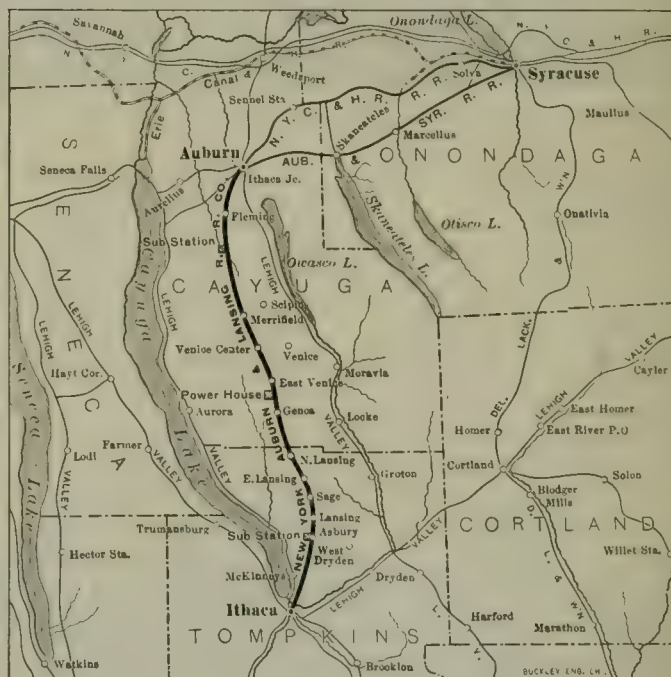 Savannah
Onondaga L.
N. Y. C. & H. R.
N. Y. C. & H. R. R. R.
Canal & Weedsport
Erie
Sennet Stn.
Solva
Syracuse
Skaneateles
SYR. R. R.
Manlius
Marcellus
Auburn
AUB. &
ONONDAGA
Seneca Falls
Aurelius
Ithaca Jc.
Fleming
Skaneateles L.
Otisco L.
Onativia
Sub Station
Owasco L.
LEHIGH
SENECA
CAYUGA
Cayuga Lake
Merrifield
Venice Center
Venice
Moravia
Hayt Cor.
East Venice
Power House
Aurora
Genoa
Locke
DEL. LACK. & W'N
LEHIGH VALLEY
Cayler
East Homer
East River P.O
Homer
Lodi
Farmer
N. Lansing
E. Lansing
Groton
Cortland
Solon
Sage
Blodger Mills
Seneca Lake
Trumansburg
Lansing
Sub Station
Asbury
CORTLAND
West Dryden
Hector Sta.
McKinneys
Dryden
Willet Sta.
NEW YORK AUBURN & LANSING R. R. CO.
LEHIGH VALLEY
Ithaca
L. V.
Harford
D. L. & W'N
Marathon
TOMPKINS
Watkins
Brookton
BUCKLEY ENG. CH.